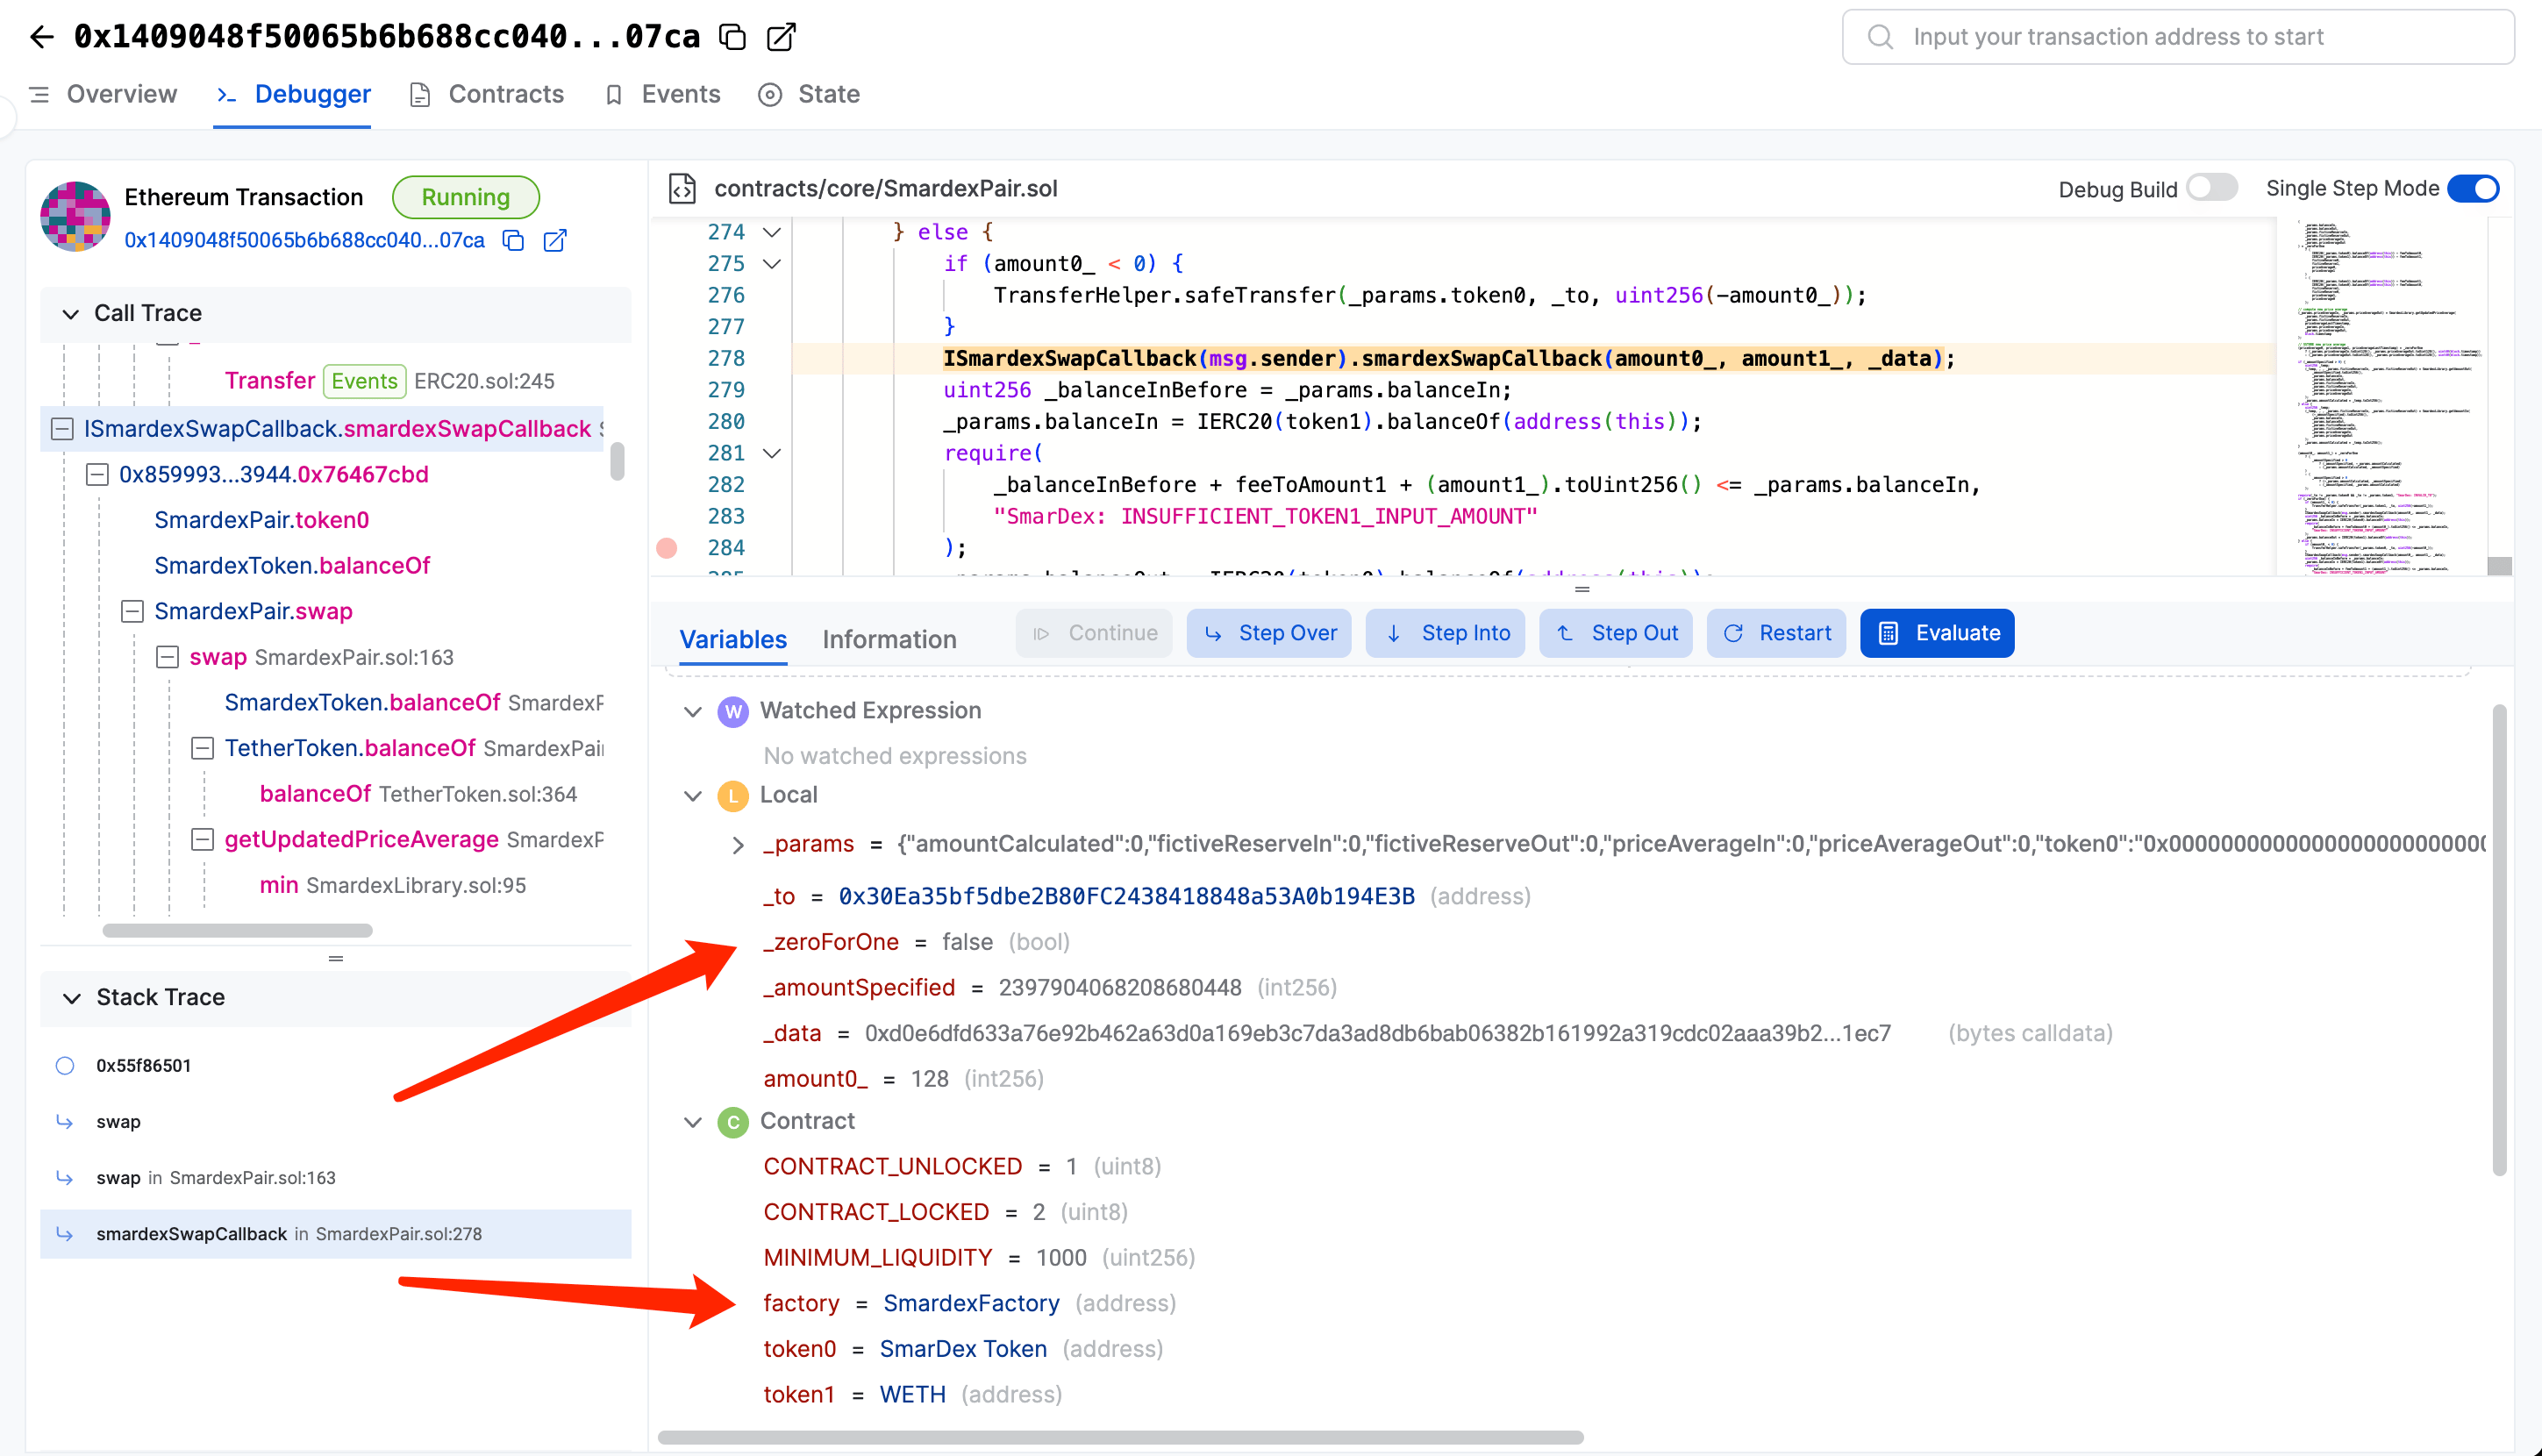 0x1409048f50065b6b688cc040...07ca
Input your transaction address to start
Overview
Debugger
Contracts
Events
State
Ethereum Transaction
Running
0x1409048f50065b6b688cc040...07ca
Call Trace
Transfer Events ERC20.sol:245
ISmardexSwapCallback.smardexSwapCallback
0x859993...3944.0x76467cbd
SmardexPair.token0
SmardexToken.balanceOf
SmardexPair.swap
swap SmardexPair.sol:163
SmardexToken.balanceOf SmardexP
TetherToken.balanceOf SmardexPai
balanceOf TetherToken.sol:364
getUpdatedPriceAverage SmardexP
min SmardexLibrary.sol:95
Stack Trace
0x55f86501
swap
swap in SmardexPair.sol:163
smardexSwapCallback in SmardexPair.sol:278
contracts/core/SmardexPair.sol
Debug Build
Single Step Mode
274 } else {
275 if (amount0_ < 0) {
276 TransferHelper.safeTransfer(_params.token0, _to, uint256(-amount0_));
277 }
278 ISmardexSwapCallback(msg.sender).smardexSwapCallback(amount0_, amount1_, _data);
279 uint256 _balanceInBefore = _params.balanceIn;
280 _params.balanceIn = IERC20(token1).balanceOf(address(this));
281 require(
282 _balanceInBefore + feeToAmount1 + (amount1_).toUint256() <= _params.balanceIn,
283 "SmarDex: INSUFFICIENT_TOKEN1_INPUT_AMOUNT"
284 );
Variables
Information
Continue
Step Over
Step Into
Step Out
Restart
Evaluate
W Watched Expression
No watched expressions
L Local
_params = {"amountCalculated":0,"fictiveReserveIn":0,"fictiveReserveOut":0,"priceAverageIn":0,"priceAverageOut":0,"token0":"0x00000000000000000000000
_to = 0x30Ea35bf5dbe2B80FC2438418848a53A0b194E3B (address)
_zeroForOne = false (bool)
_amountSpecified = 2397904068208680448 (int256)
_data = 0xd0e6dfd633a76e92b462a63d0a169eb3c7da3ad8db6bab06382b161992a319cdc02aaa39b2...1ec7 (bytes calldata)
amount0_ = 128 (int256)
C Contract
CONTRACT_UNLOCKED = 1 (uint8)
CONTRACT_LOCKED = 2 (uint8)
MINIMUM_LIQUIDITY = 1000 (uint256)
factory = SmardexFactory (address)
token0 = SmarDex Token (address)
token1 = WETH (address)